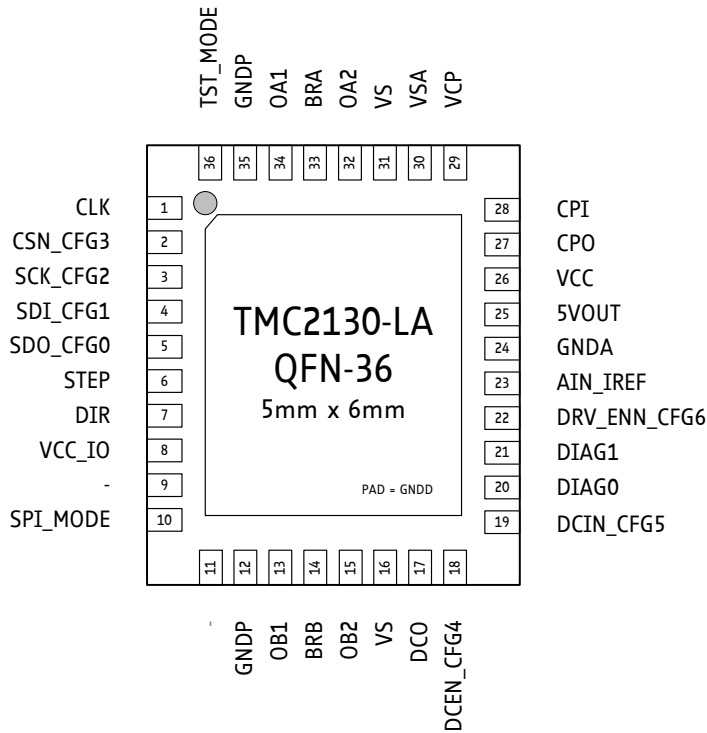 TST_MODE
GNDP
OA1
BRA
OA2
VS
VSA
VCP
36
35
34
33
32
31
30
29
CLK 1
CSN_CFG3 2
SCK_CFG2 3
SDI_CFG1 4
SDO_CFG0 5
STEP 6
DIR 7
VCC_IO 8
- 9
SPI_MODE 10
TMC2130-LA
QFN-36
5mm x 6mm
PAD = GNDD
28 CPI
27 CPO
26 VCC
25 5VOUT
24 GNDA
23 AIN_IREF
22 DRV_ENN_CFG6
21 DIAG1
20 DIAG0
19 DCIN_CFG5
11
12
13
14
15
16
17
18
-
GNDP
OB1
BRB
OB2
VS
DCO
DCEN_CFG4